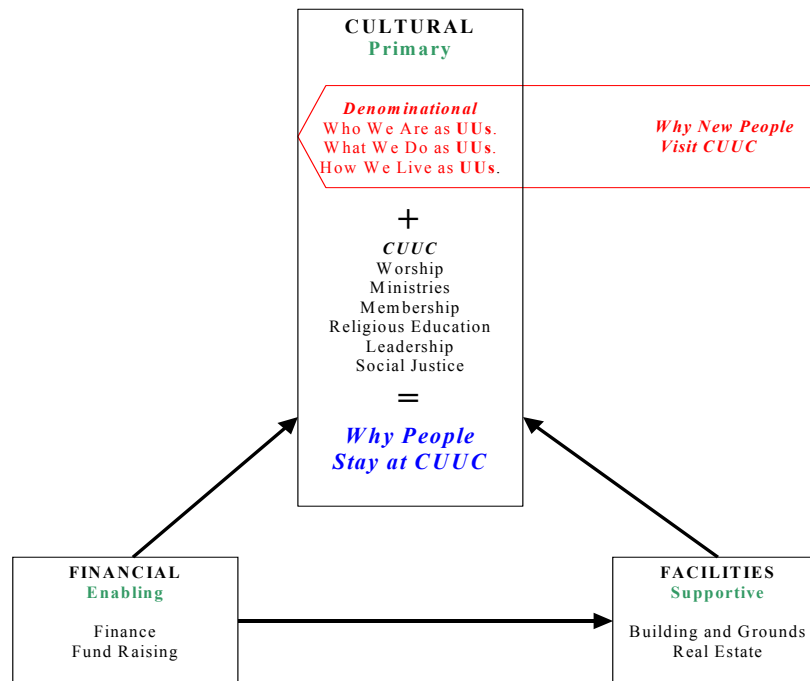 CULTURAL
Primary
Denominational
Who We Are as UUs.
What We Do as UUs.
How We Live as UUs.
Why New People
Visit CUUC
+
CUUC
Worship
Ministries
Membership
Religious Education
Leadership
Social Justice
=
Why People
Stay at CUUC
FINANCIAL
Enabling
Finance
Fund Raising
FACILITIES
Supportive
Building and Grounds
Real Estate